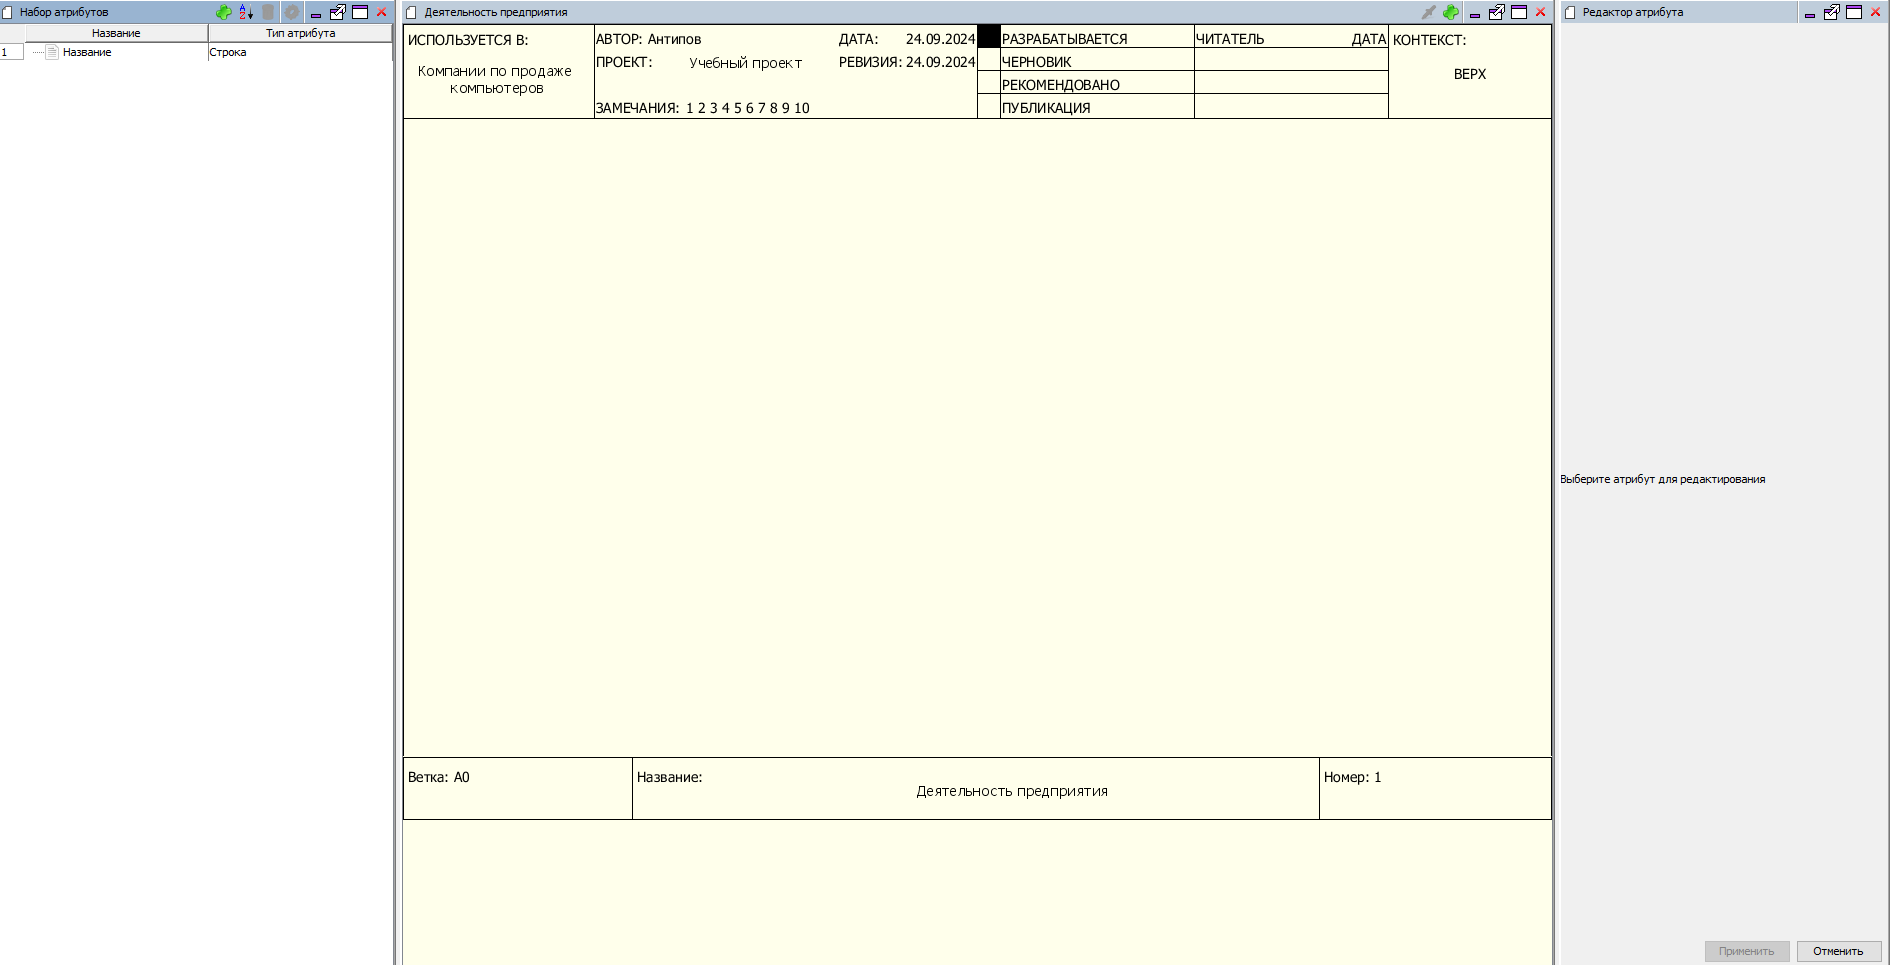 Набор атрибутов
Название Тип атрибута
1 Название Строка
Деятельность предприятия
ИСПОЛЬЗУЕТСЯ В:
Компании по продаже
компьютеров
АВТОР: Антипов ДАТА: 24.09.2024
ПРОЕКТ: Учебный проект РЕВИЗИЯ: 24.09.2024
ЗАМЕЧАНИЯ: 1 2 3 4 5 6 7 8 9 10
РАЗРАБАТЫВАЕТСЯ
ЧЕРНОВИК
РЕКОМЕНДОВАНО
ПУБЛИКАЦИЯ
ЧИТАТЕЛЬ ДАТА
КОНТЕКСТ:
ВЕРХ
Ветка: A0
Название:
Деятельность предприятия
Номер: 1
Редактор атрибута
Выберите атрибут для редактирования
Применить Отменить